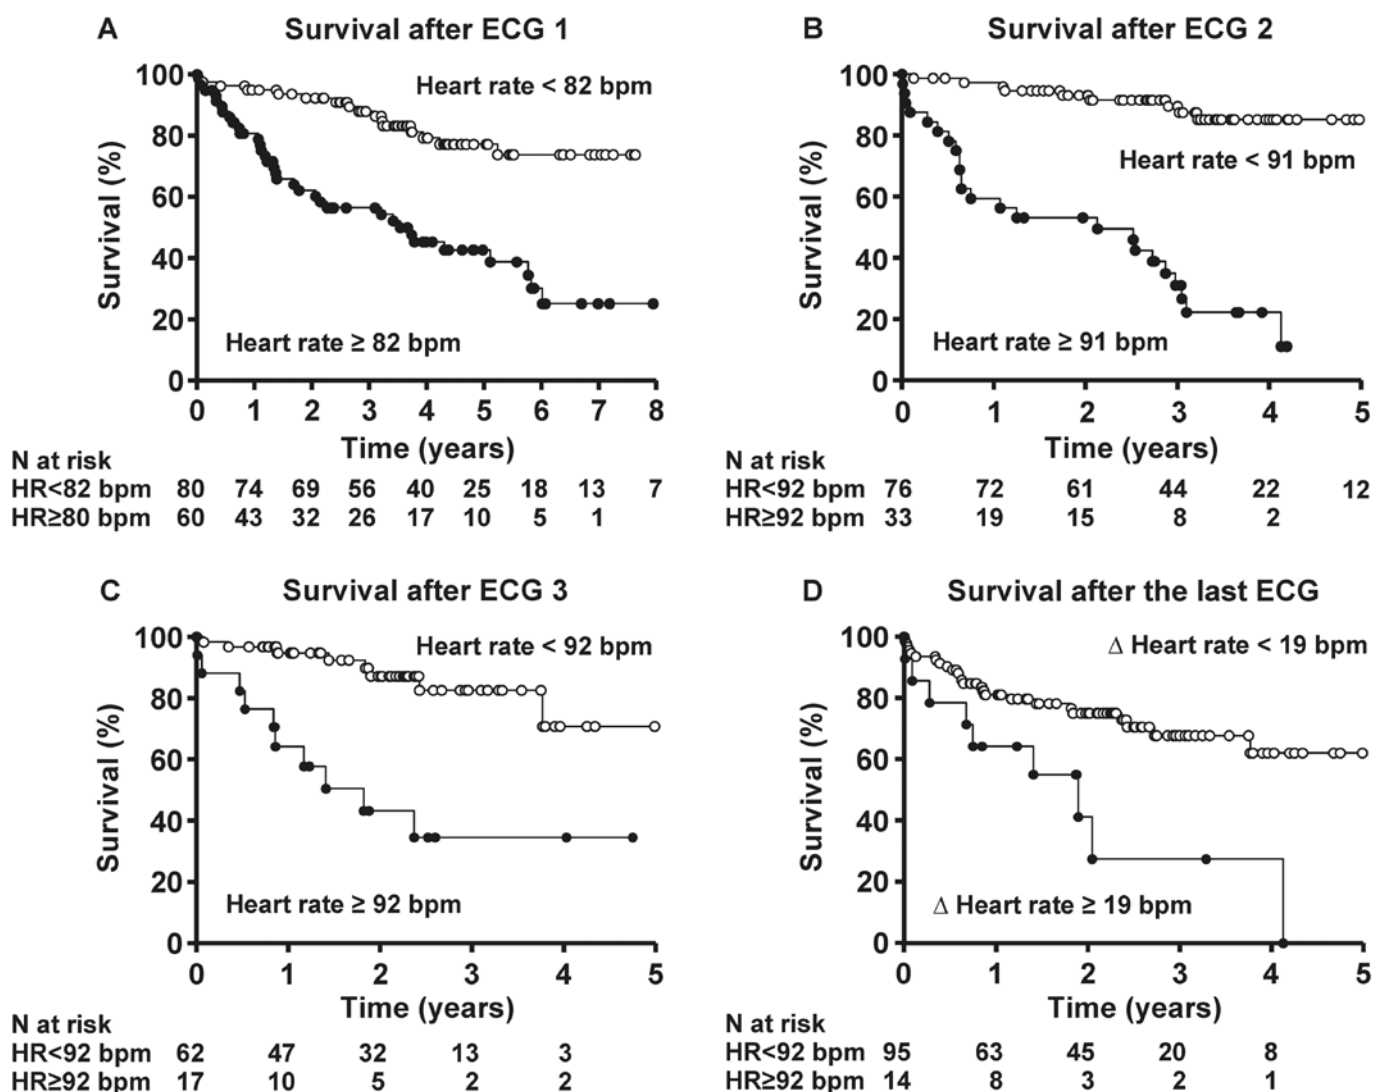 A Survival after ECG 1
100
80
60
40
20
0
Survival (%)
Heart rate < 82 bpm
Heart rate ≥ 82 bpm
0 1 2 3 4 5 6 7 8
Time (years)
N at risk
HR<82 bpm 80 74 69 56 40 25 18 13 7
HR≥80 bpm 60 43 32 26 17 10 5 1
B Survival after ECG 2
100
80
60
40
20
0
Survival (%)
Heart rate < 91 bpm
Heart rate ≥ 91 bpm
0 1 2 3 4 5
Time (years)
N at risk
HR<92 bpm 76 72 61 44 22 12
HR≥92 bpm 33 19 15 8 2
C Survival after ECG 3
100
80
60
40
20
0
Survival (%)
Heart rate < 92 bpm
Heart rate ≥ 92 bpm
0 1 2 3 4 5
Time (years)
N at risk
HR<92 bpm 62 47 32 13 3
HR≥92 bpm 17 10 5 2 2
D Survival after the last ECG
100
80
60
40
20
0
Survival (%)
Δ Heart rate < 19 bpm
Δ Heart rate ≥ 19 bpm
0 1 2 3 4 5
Time (years)
N at risk
HR<92 bpm 95 63 45 20 8
HR≥92 bpm 14 8 3 2 1